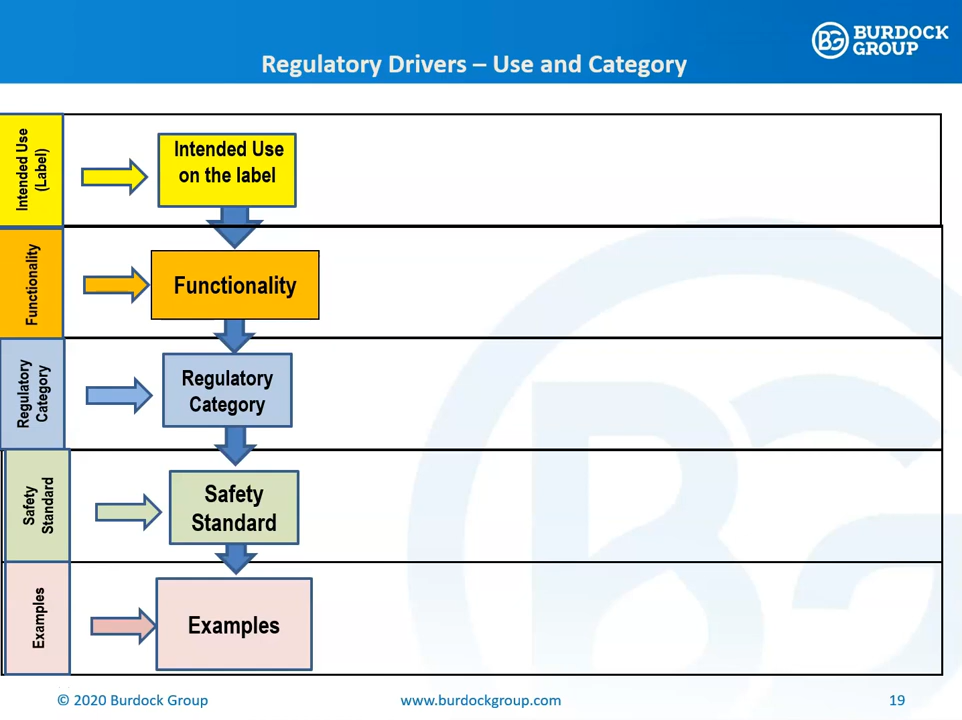 BURDOCK
GROUP
Regulatory Drivers – Use and Category
Intended Use
(Label)
Intended Use
on the label
Functionality
Functionality
Regulatory
Category
Regulatory
Category
Safety
Standard
Safety
Standard
Examples
Examples
© 2020 Burdock Group
www.burdockgroup.com
19